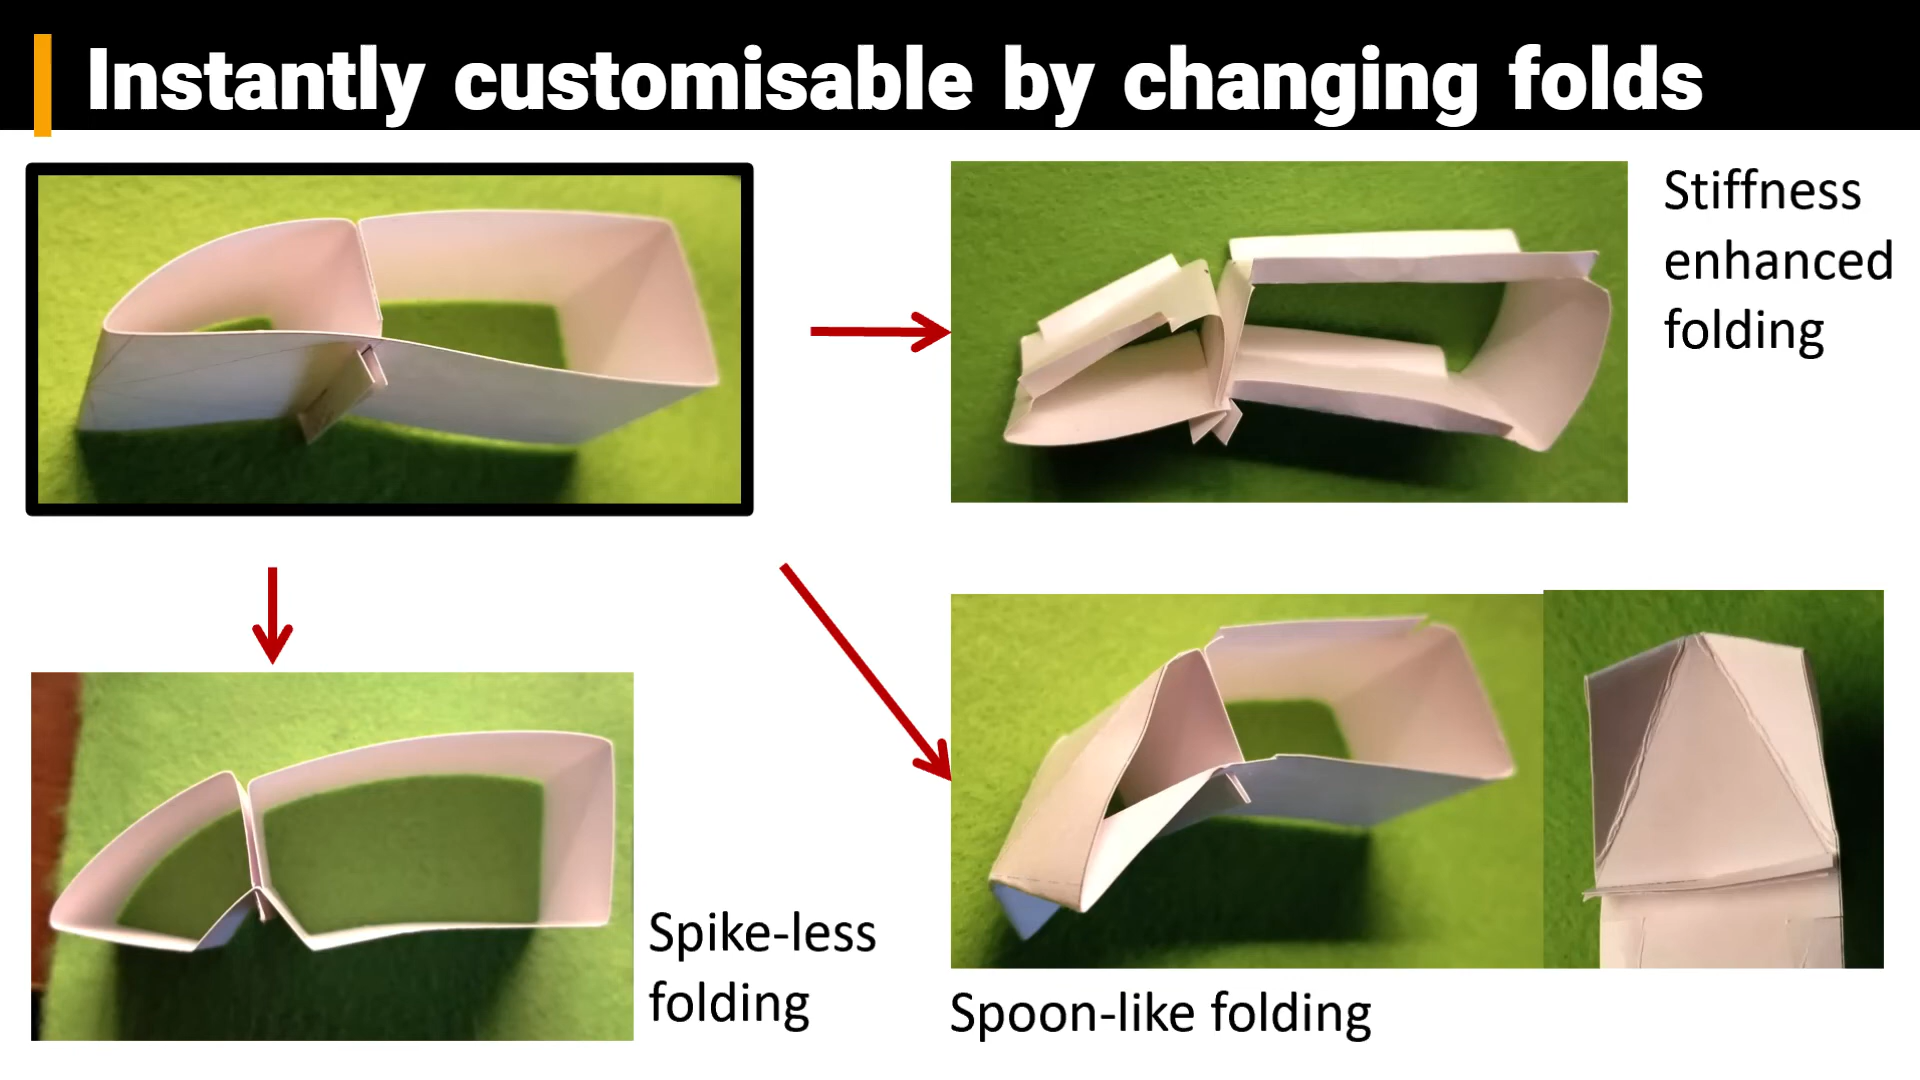 Instantly customisable by changing folds
Stiffness
enhanced
folding
Spike-less
folding
Spoon-like folding